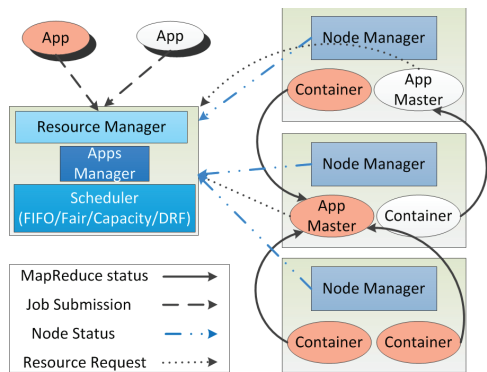 App
App
Resource Manager
Apps
Manager
Scheduler
(FIFO/Fair/Capacity/DRF)
Node Manager
Container
App
Master
Node Manager
App
Master
Container
Node Manager
Container
Container
MapReduce status
Job Submission
Node Status
Resource Request